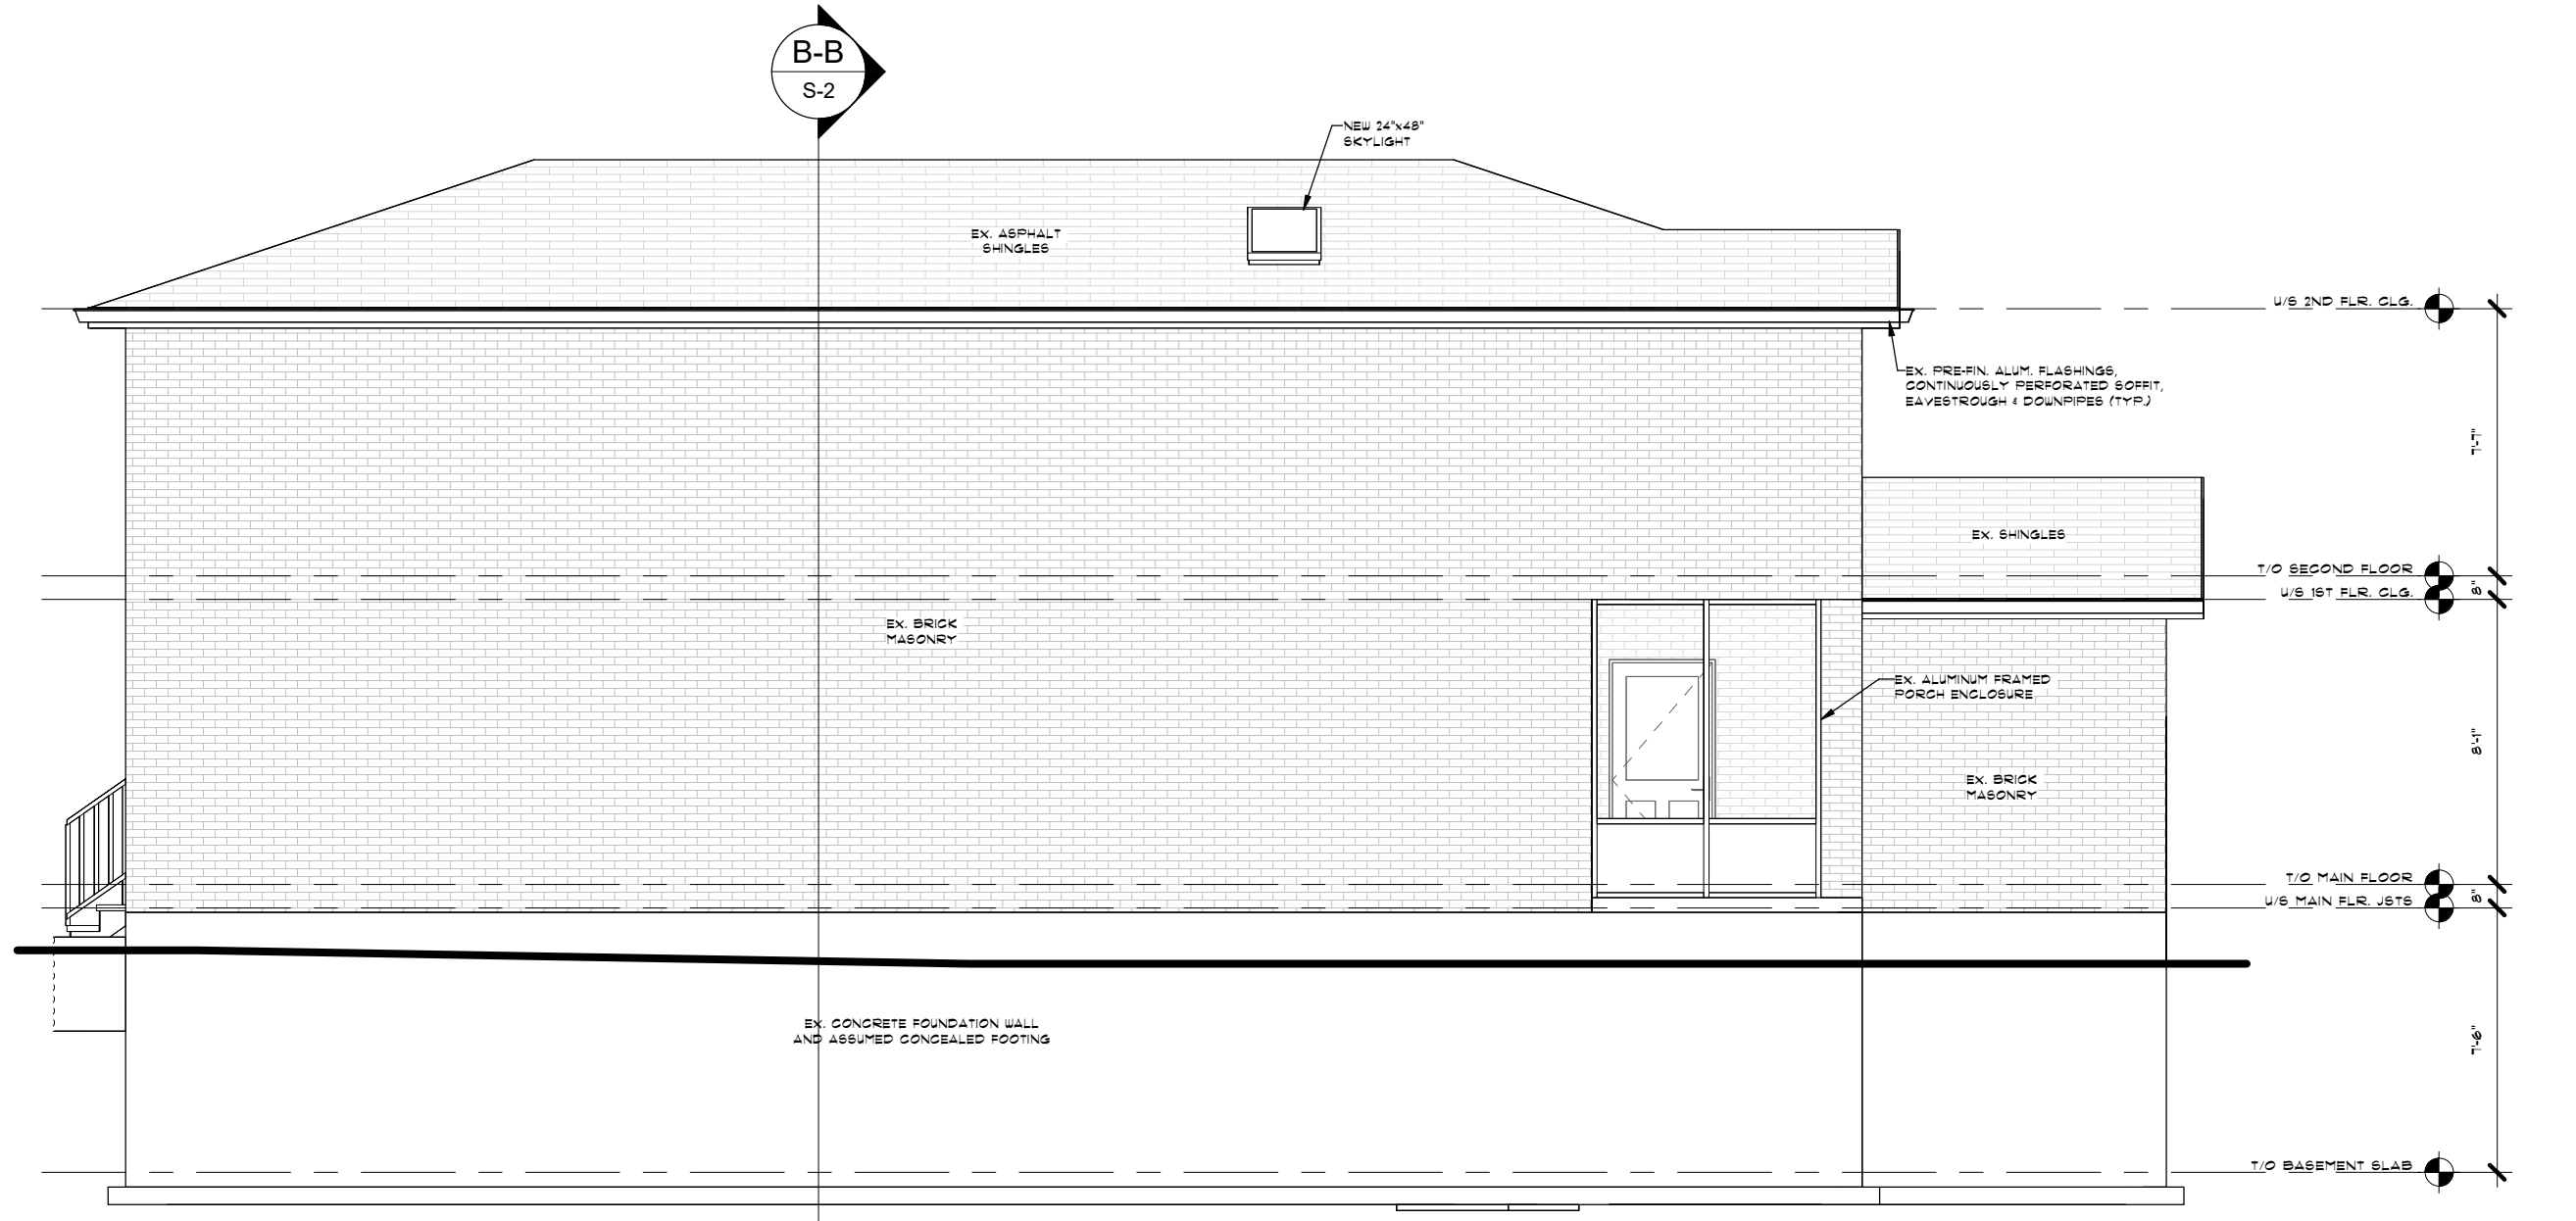 B-B
S-2
NEW 24"x48"
SKYLIGHT
EX. ASPHALT
SHINGLES
U/S 2ND FLR. CLG.
EX. PRE-FIN. ALUM. FLASHINGS,
CONTINUOUSLY PERFORATED SOFFIT,
EAVESTROUGH & DOWNPIPES (TYP.)
7'-7"
EX. SHINGLES
T/O SECOND FLOOR
8"
U/S 1ST FLR. CLG.
EX. BRICK
MASONRY
EX. ALUMINUM FRAMED
PORCH ENCLOSURE
8'-1"
EX. BRICK
MASONRY
T/O MAIN FLOOR
8"
U/S MAIN FLR. JSTS
EX. CONCRETE FOUNDATION WALL
AND ASSUMED CONCEALED FOOTING
7'-6"
T/O BASEMENT SLAB